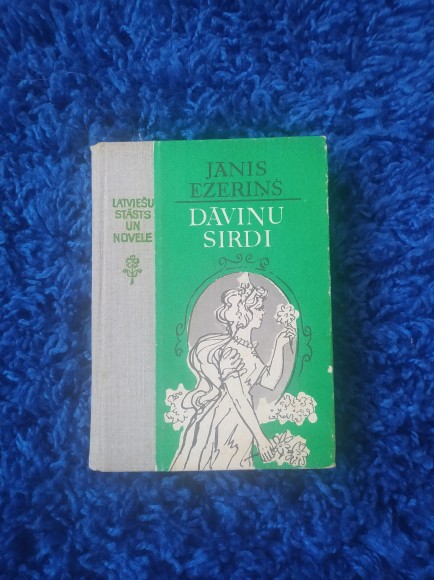 LATVIEŠU
STĀSTS
UN
NOVELE
JĀNIS
EZERIŅŠ
DĀVINU
SIRDI